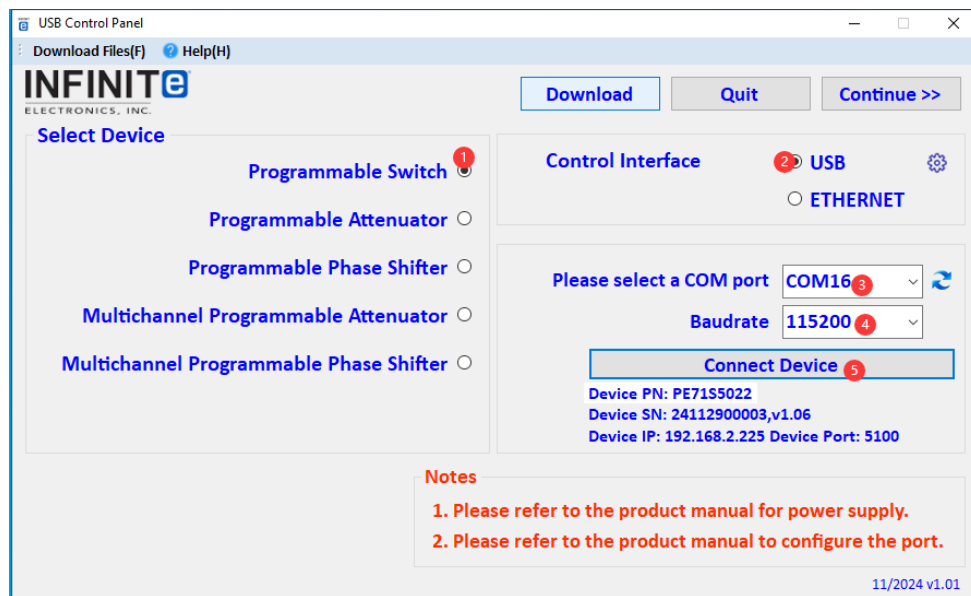 USB Control Panel
Download Files(F) Help(H)
INFINITe
ELECTRONICS, INC.
Download Quit Continue >>
Select Device
Programmable Switch 1
Programmable Attenuator
Programmable Phase Shifter
Multichannel Programmable Attenuator
Multichannel Programmable Phase Shifter
Control Interface 2 USB
ETHERNET
Please select a COM port COM16 3
Baudrate 115200 4
Connect Device 5
Device PN: PE71S5022
Device SN: 24112900003,v1.06
Device IP: 192.168.2.225 Device Port: 5100
Notes
1. Please refer to the product manual for power supply.
2. Please refer to the product manual to configure the port.
11/2024 v1.01